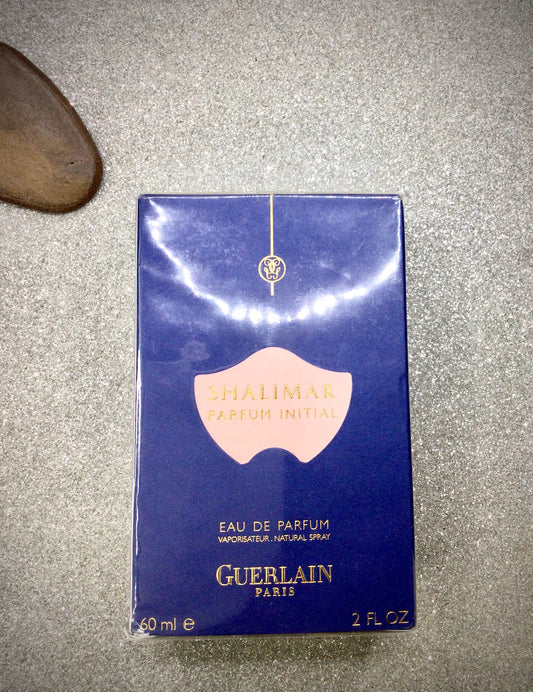 SHALIMAR
PARFUM INITIAL
EAU DE PARFUM
VAPORISATEUR . NATURAL SPRAY
GUERLAIN
PARIS
60 ml e 2 FL OZ